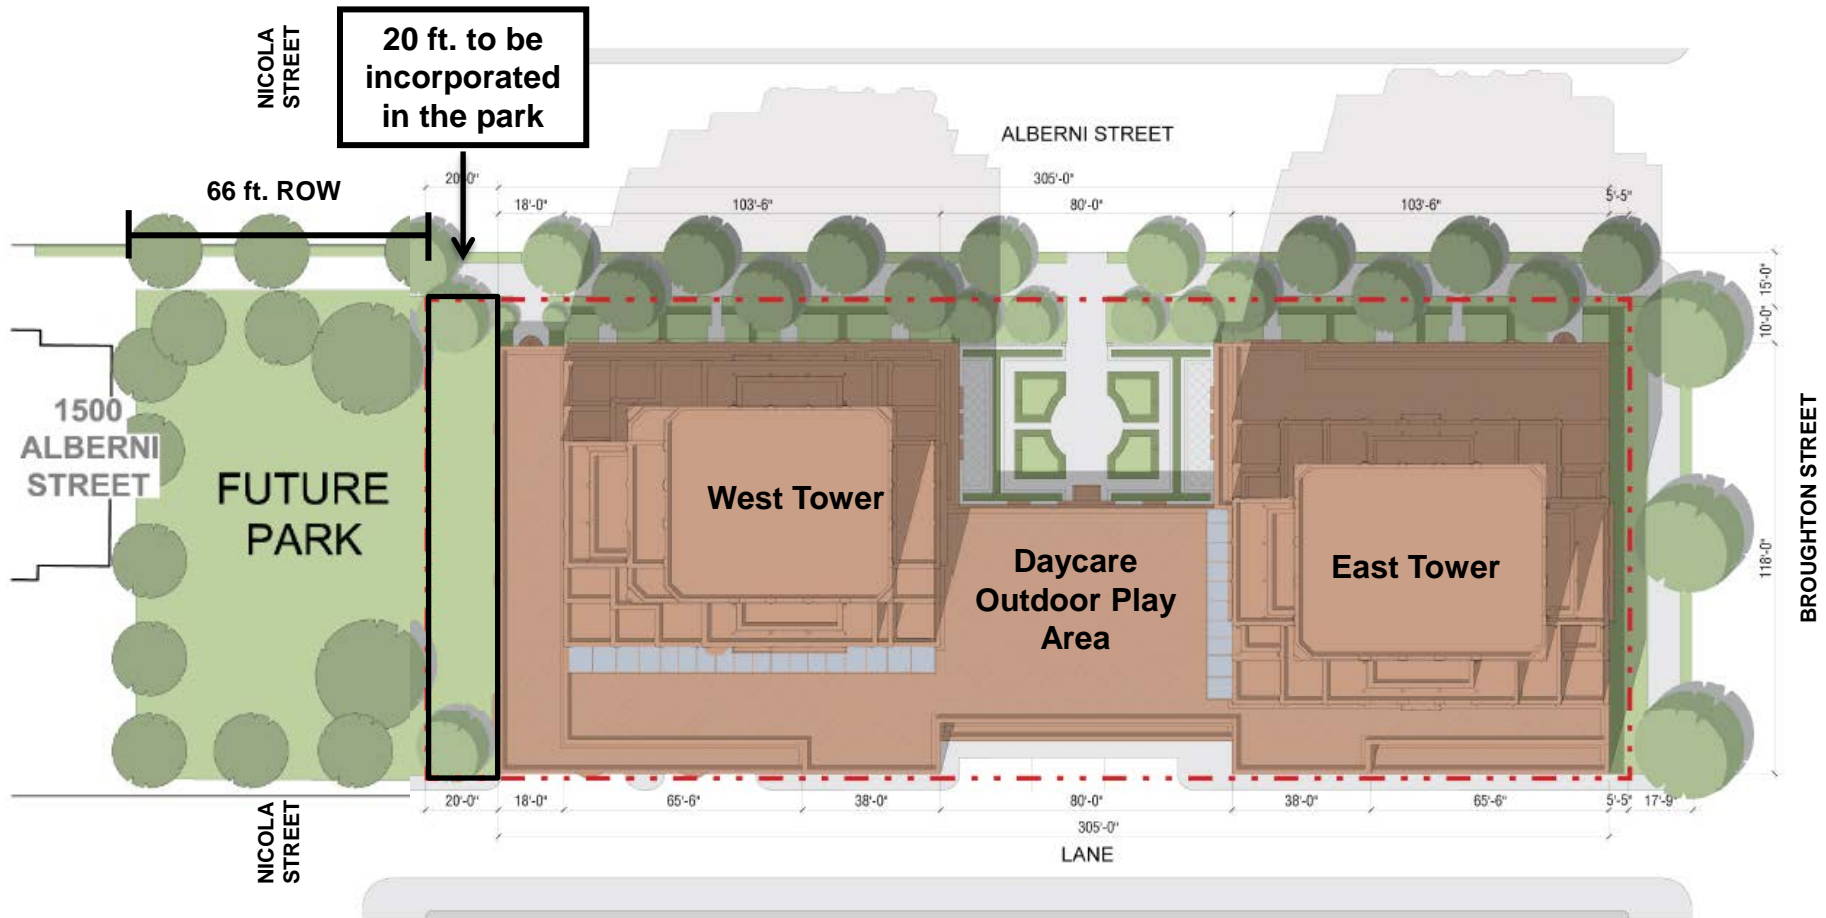 NICOLA
STREET
20 ft. to be
incorporated
in the park
ALBERNI STREET
66 ft. ROW
20'-0"
305'-0"
5'-5"
18'-0"
103'-6"
80'-0"
103'-6"
15'-0"
10'-0"
118'-0"
1500
ALBERNI
STREET
FUTURE
PARK
West Tower
Daycare
Outdoor Play
Area
East Tower
BROUGHTON STREET
20'-0"
18'-0"
65'-6"
38'-0"
80'-0"
38'-0"
65'-6"
5'-5"
17'-9"
305'-0"
LANE
NICOLA
STREET